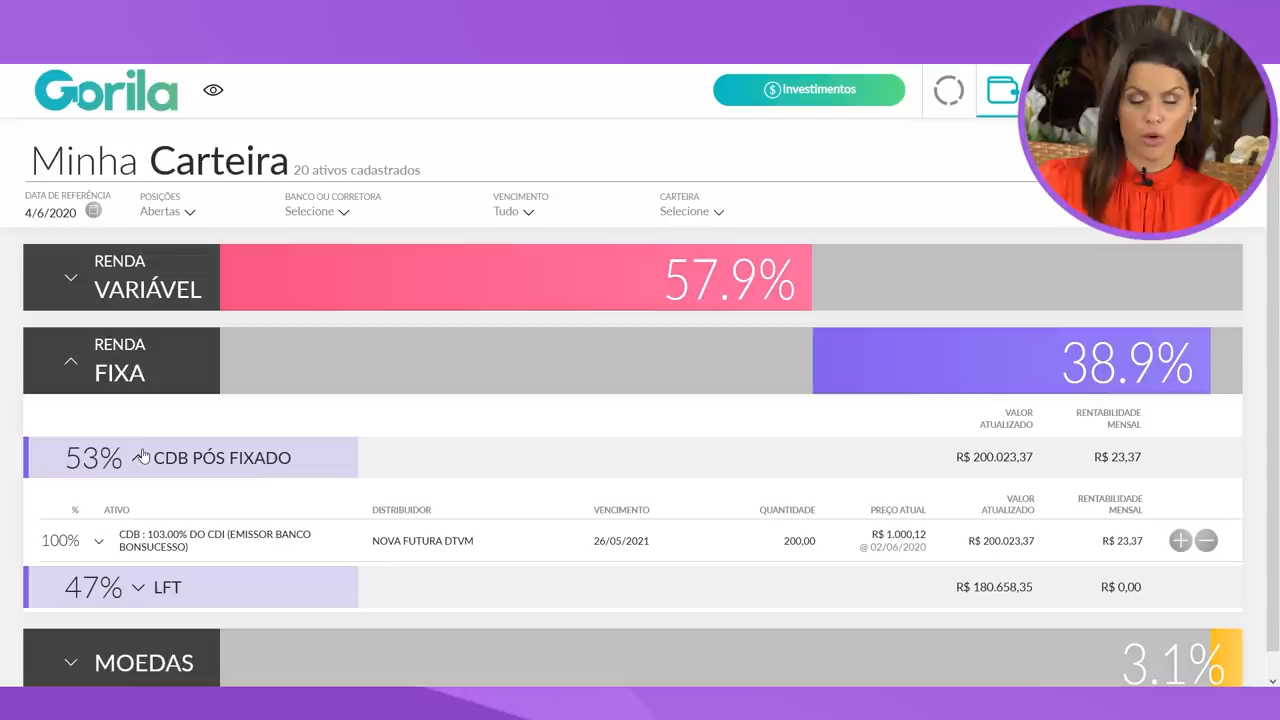 Gorila
Investimentos
Minha Carteira 20 ativos cadastrados
DATA DE REFERÊNCIA
4/6/2020
POSIÇÕES
Abertas
BANCO OU CORRETORA
Selecione
VENCIMENTO
Tudo
CARTEIRA
Selecione
RENDA
VARIÁVEL
57.9%
RENDA
FIXA
38.9%
VALOR
ATUALIZADO
RENTABILIDADE
MENSAL
53% CDB PÓS FIXADO R$ 200.023,37 R$ 23,37
% ATIVO DISTRIBUIDOR VENCIMENTO QUANTIDADE PREÇO ATUAL
VALOR
ATUALIZADO
RENTABILIDADE
MENSAL
100%
CDB : 103.00% DO CDI (EMISSOR BANCO
BONSUCESSO)
NOVA FUTURA DTVM 26/05/2021 200,00
R$ 1.000,12
@ 02/06/2020
R$ 200.023,37 R$ 23,37
47% LFT R$ 180.658,35 R$ 0,00
MOEDAS 3.1%